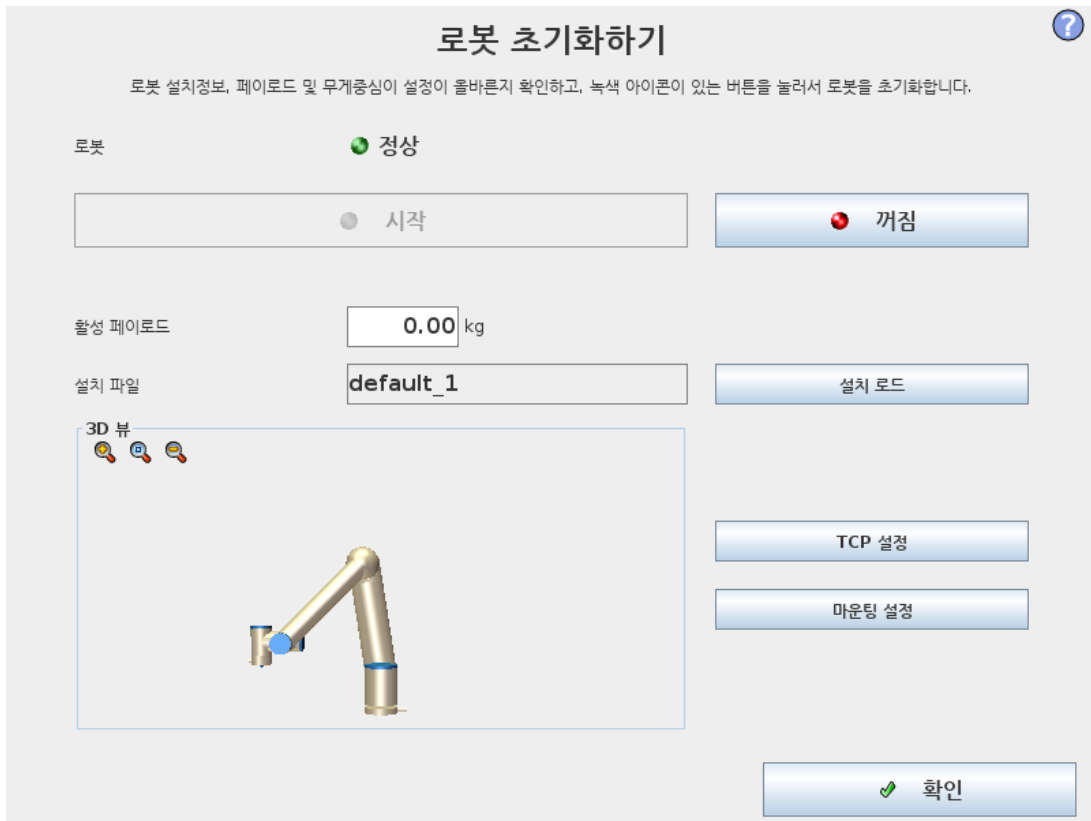 로봇 초기화하기
?
로봇 설치정보, 페이로드 및 무게중심이 설정이 올바른지 확인하고, 녹색 아이콘이 있는 버튼을 눌러서 로봇을 초기화합니다.
로봇 정상
시작 꺼짐
활성 페이로드 0.00 kg
설치 파일 default_1 설치 로드
3D 뷰
TCP 설정
마운팅 설정
확인